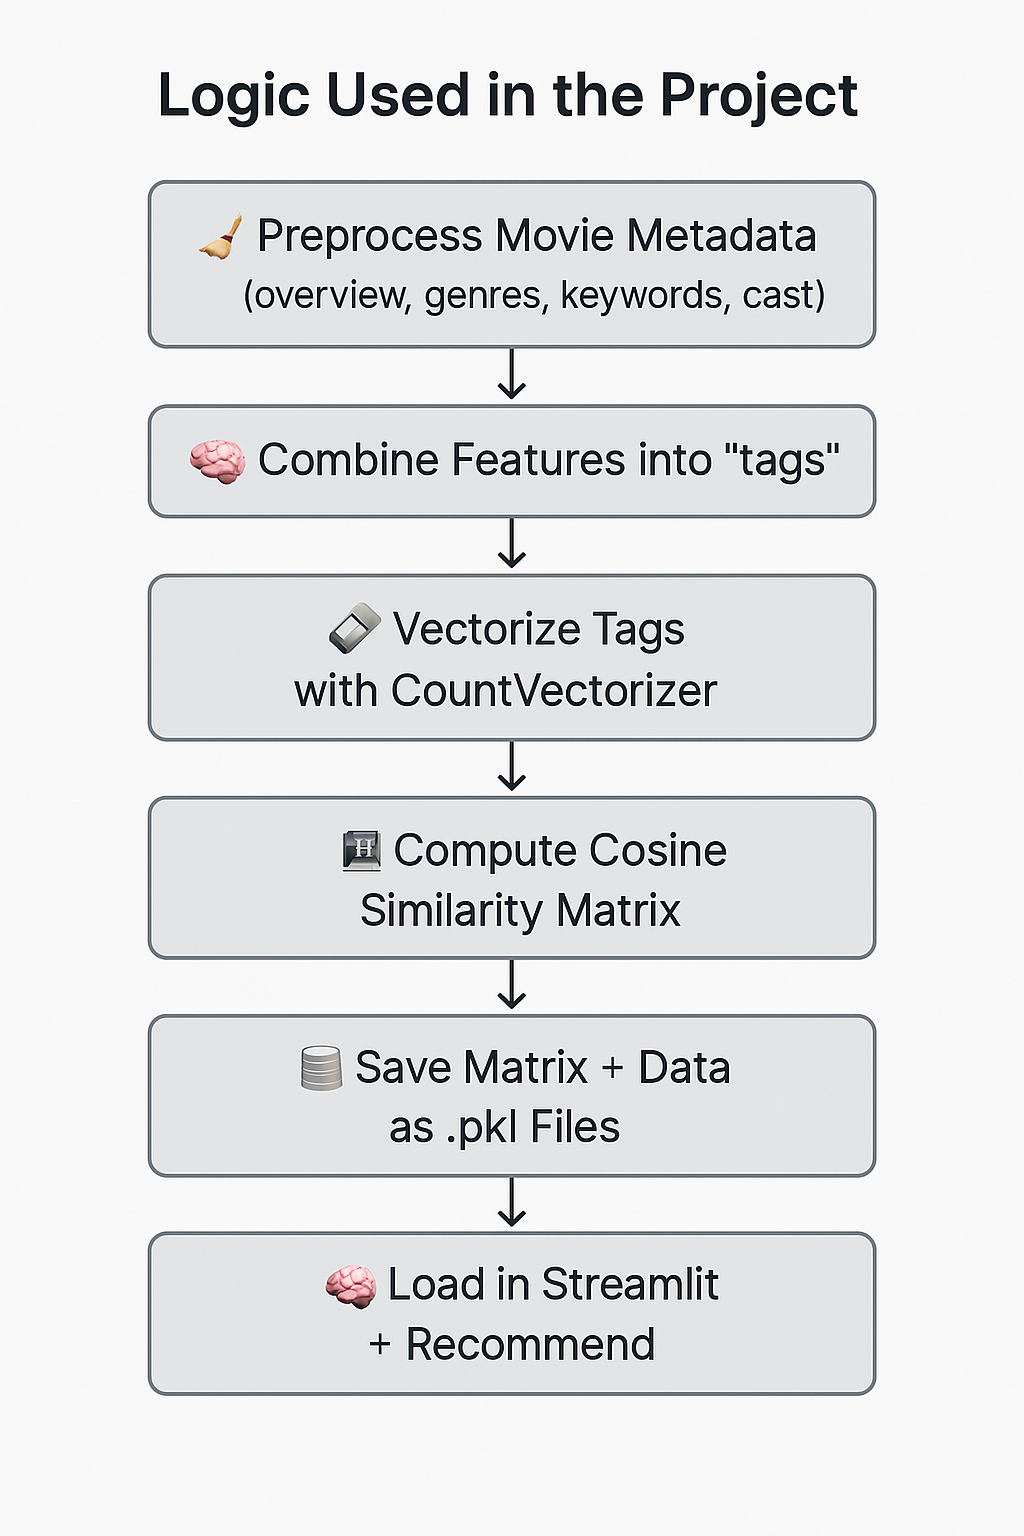 Logic Used in the Project
Preprocess Movie Metadata
(overview, genres, keywords, cast)
Combine Features into "tags"
Vectorize Tags
with CountVectorizer
H Compute Cosine
Similarity Matrix
Save Matrix + Data
as .pkl Files
Load in Streamlit
+ Recommend